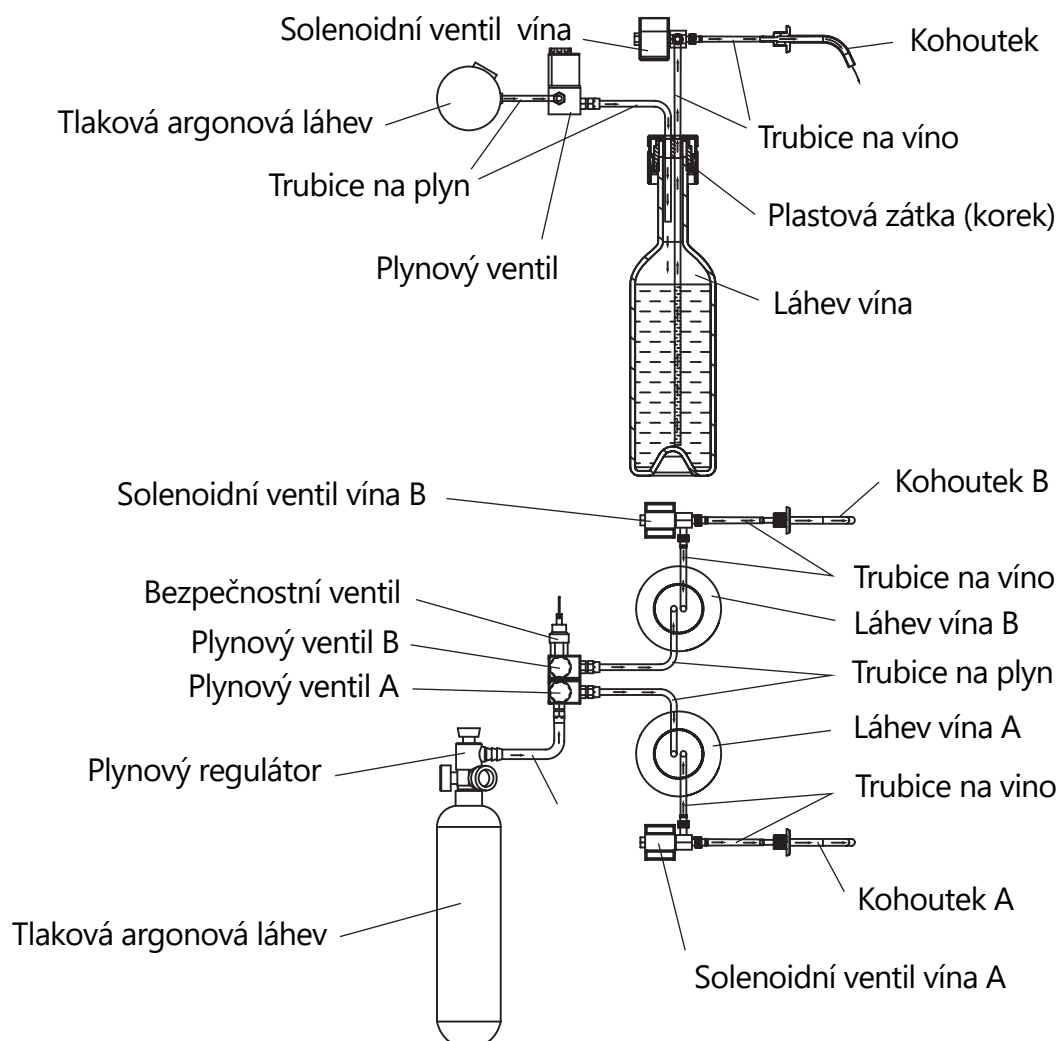 Solenoidní ventil vína
Kohoutek
Tlaková argonová láhev
Trubice na víno
Trubice na plyn
Plastová zátka (korek)
Plynový ventil
Láhev vína
Kohoutek B
Solenoidní ventil vína B
Trubice na víno
Bezpečnostní ventil
Láhev vína B
Plynový ventil B
Trubice na plyn
Plynový ventil A
Láhev vína A
Plynový regulátor
Trubice na vino
Kohoutek A
Tlaková argonová láhev
Solenoidní ventil vína A